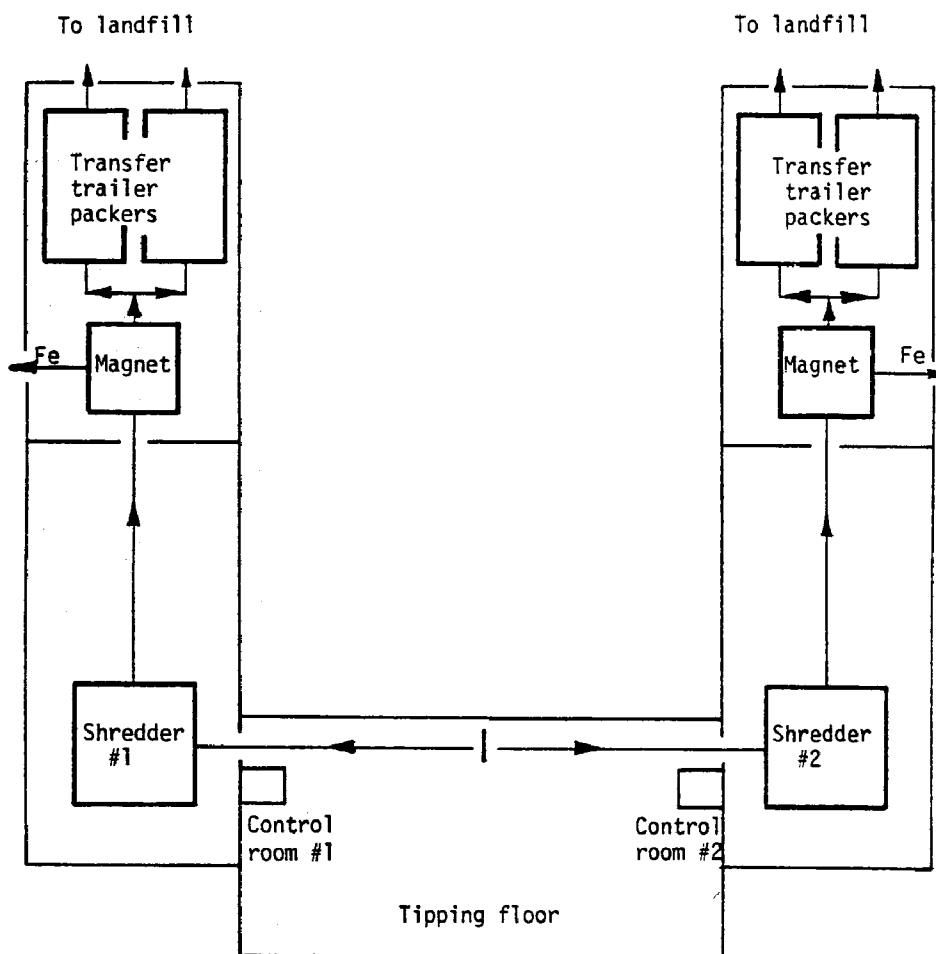 To landfill
To landfill
Transfer
trailer
packers
Transfer
trailer
packers
Fe
Magnet
Magnet
Fe
Shredder
#1
Shredder
#2
Control
room #1
Control
room #2
Tipping floor